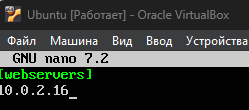 Ubuntu [Работает] - Oracle VirtualBox
Файл Машина Вид Ввод Устройства
GNU nano 7.2
[webservers]
10.0.2.16